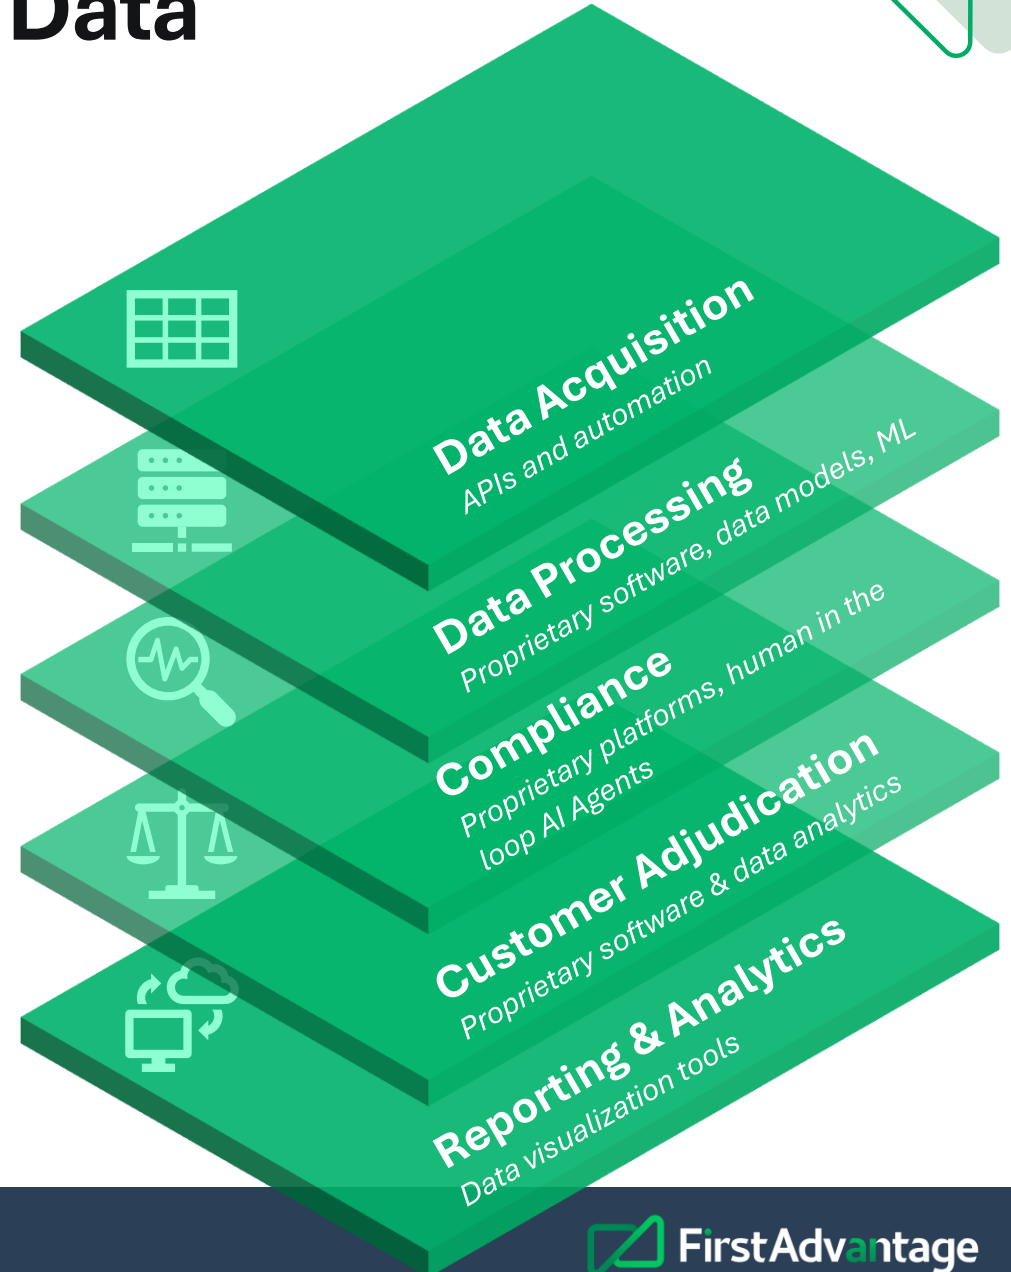 Data
Data Acquisition
APIs and automation
Data Processing
Proprietary software, data models, ML
Compliance
Proprietary platforms, human in the
loop AI Agents
Customer Adjudication
Proprietary software & data analytics
Reporting & Analytics
Data visualization tools
FirstAdvantage